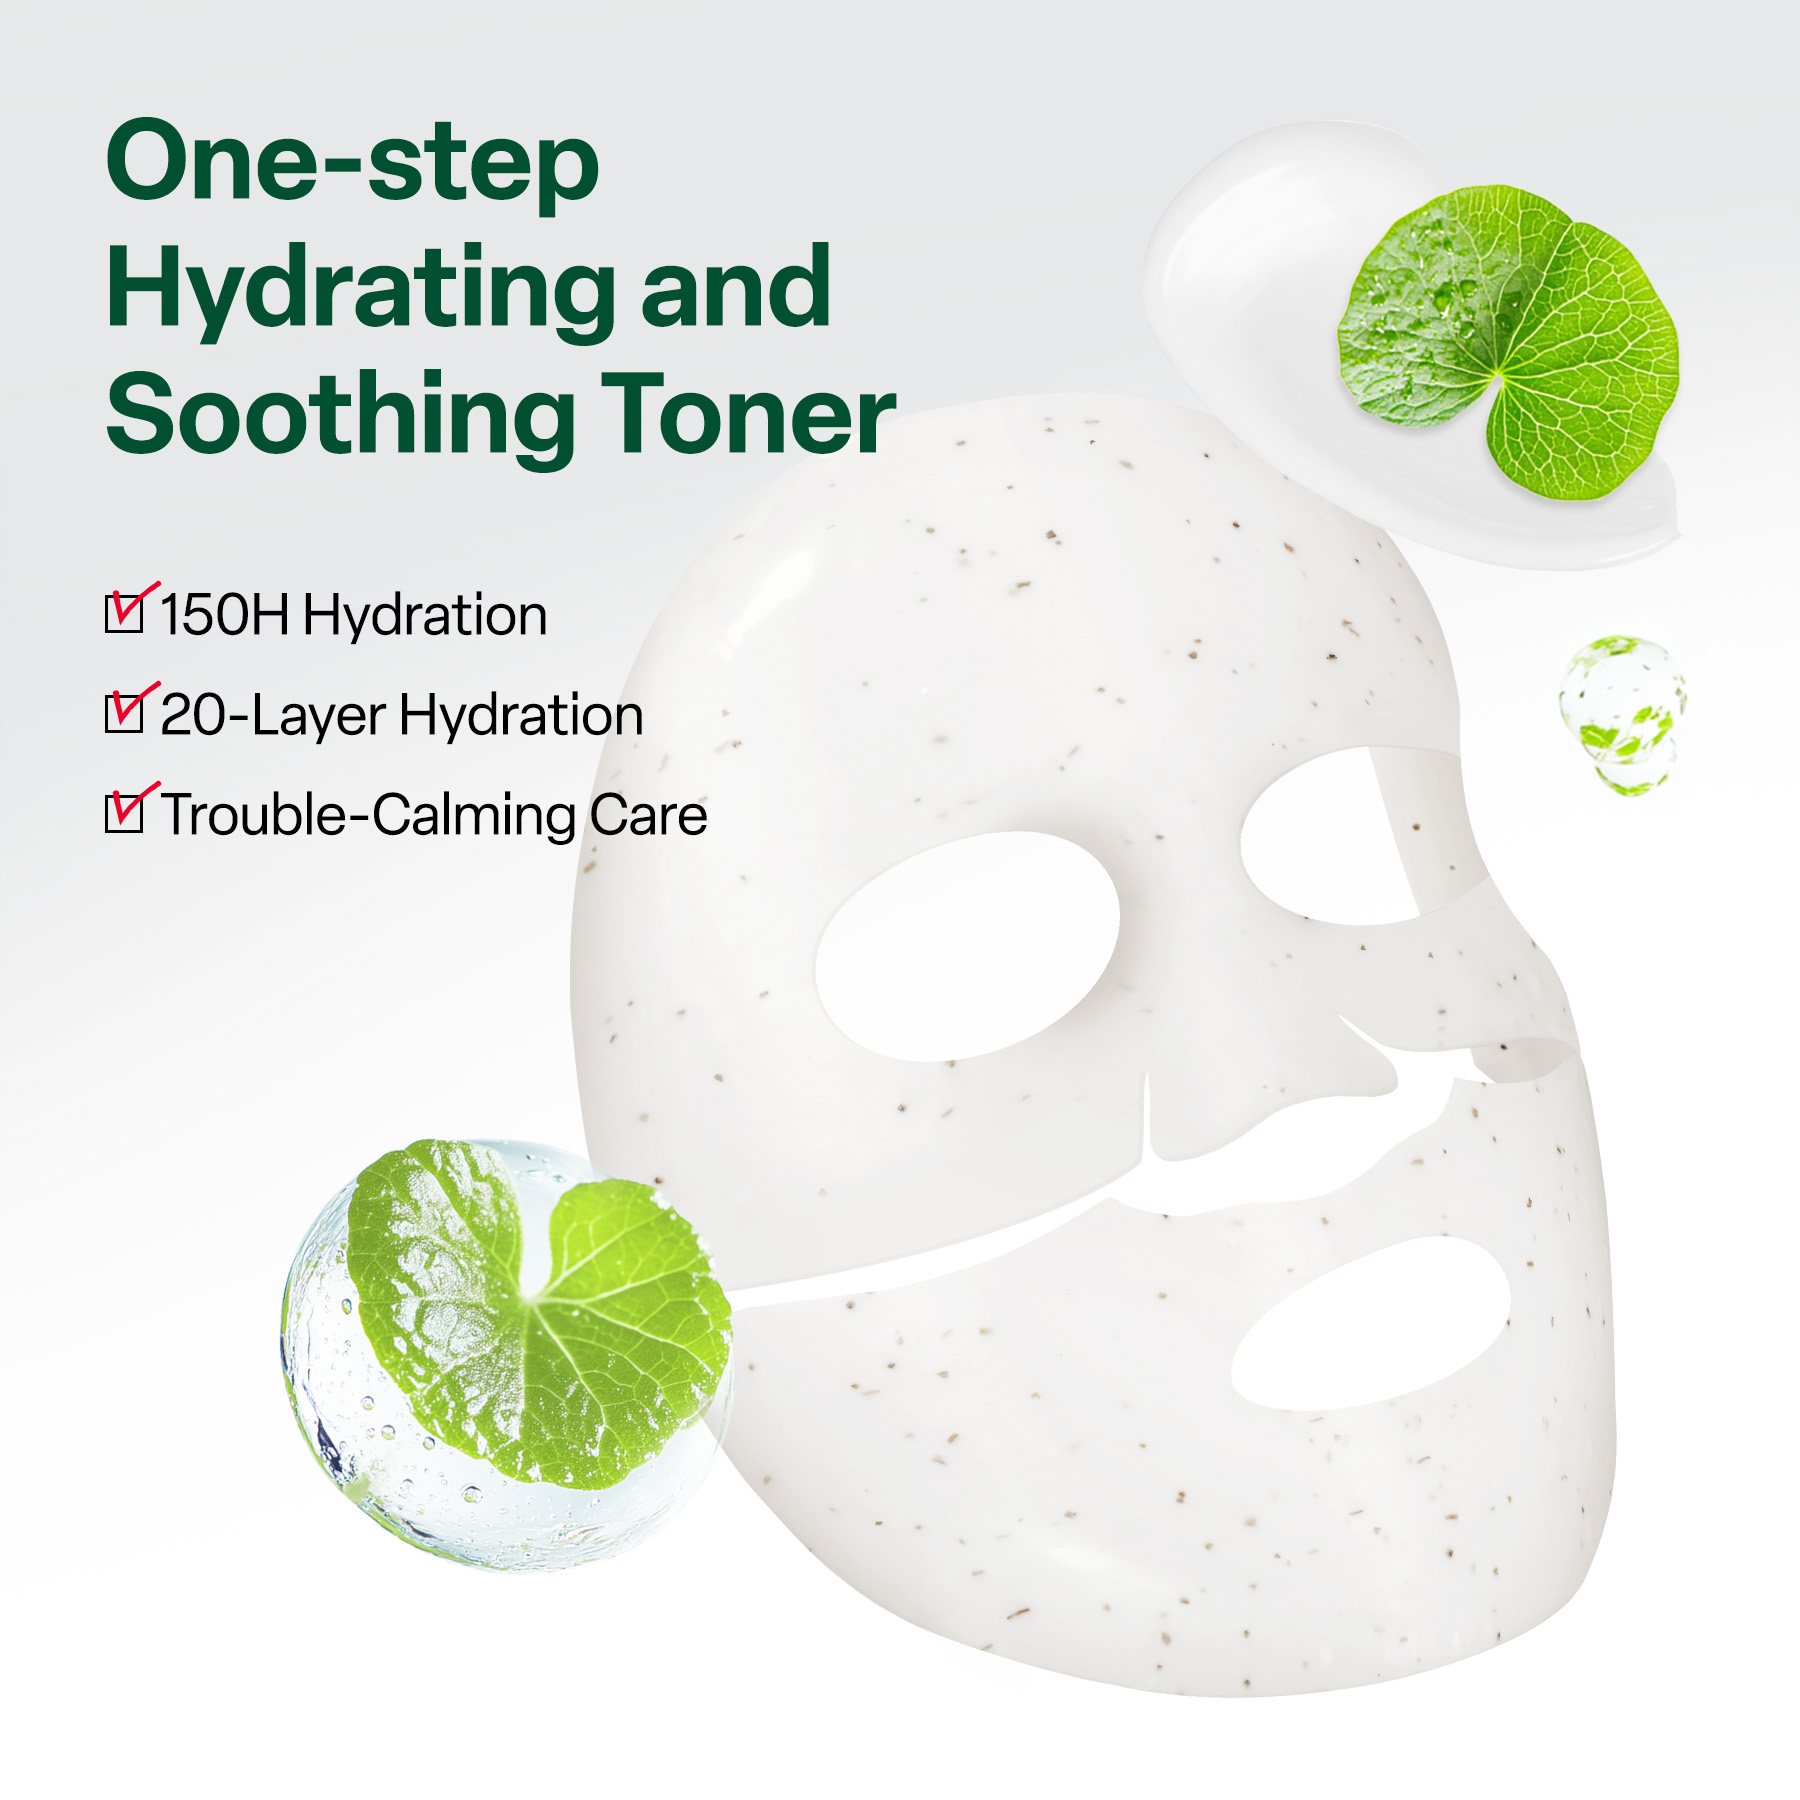 One-step
Hydrating and
Soothing Toner
150H Hydration
20-Layer Hydration
Trouble-Calming Care